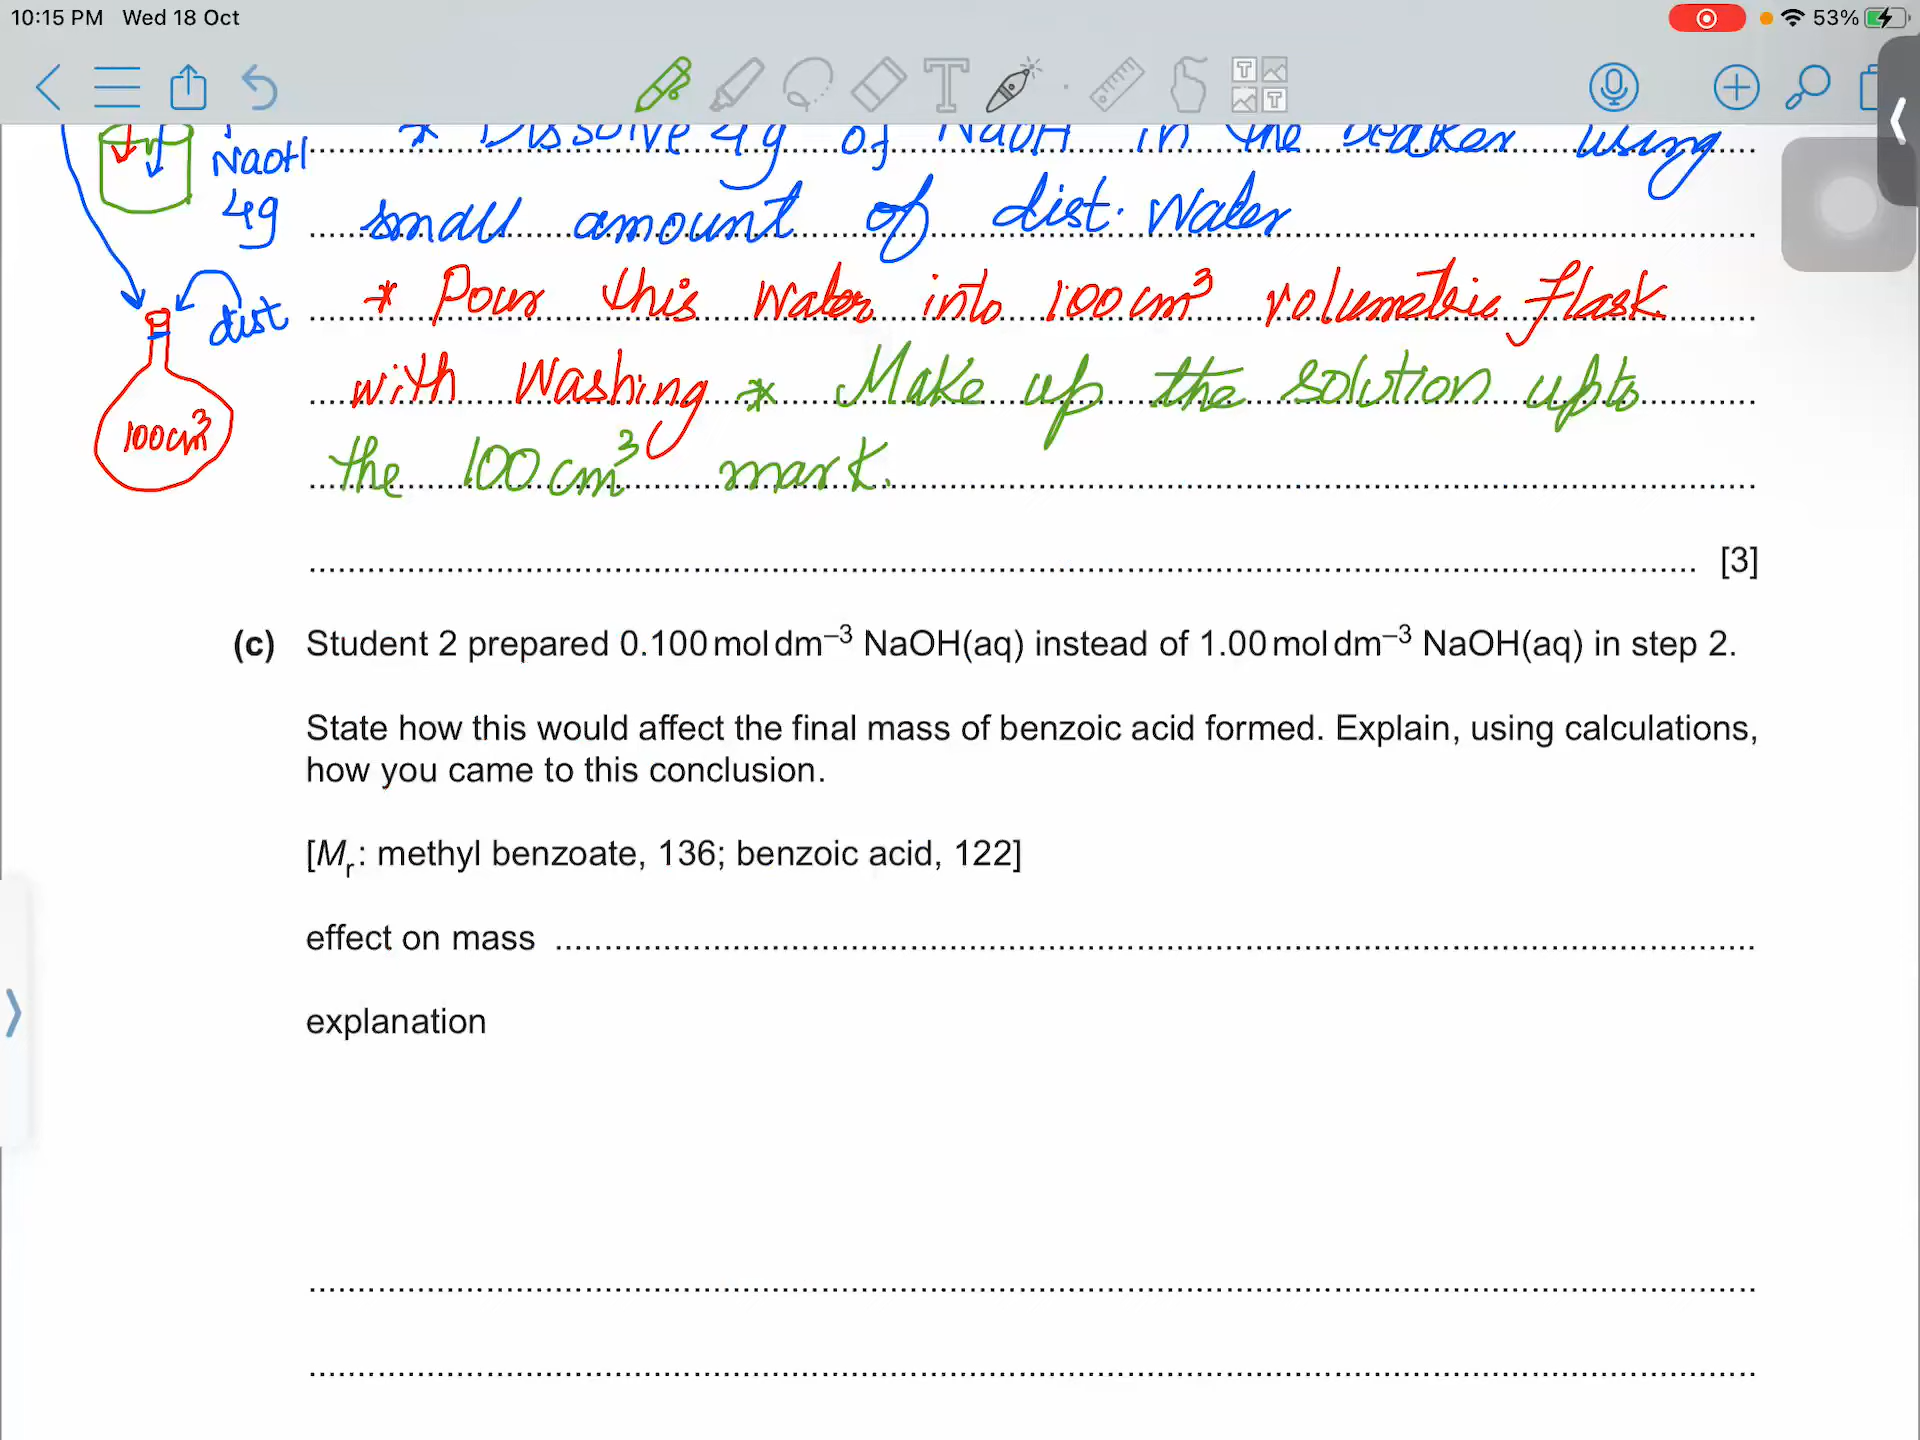 10:15 PM Wed 18 Oct
53%
NaOH
* Dissolve 4g of NaOH in the beaker using
4g
small amount of dist. water
dist
* Pour this water into 100 cm³ volumetric flask
with washing * Make up the solution upto
100cm³
the 100 cm³ mark.
[3]
(c) Student 2 prepared 0.100 mol dm⁻³ NaOH(aq) instead of 1.00 mol dm⁻³ NaOH(aq) in step 2.
State how this would affect the final mass of benzoic acid formed. Explain, using calculations,
how you came to this conclusion.
[Mr: methyl benzoate, 136; benzoic acid, 122]
effect on mass
explanation